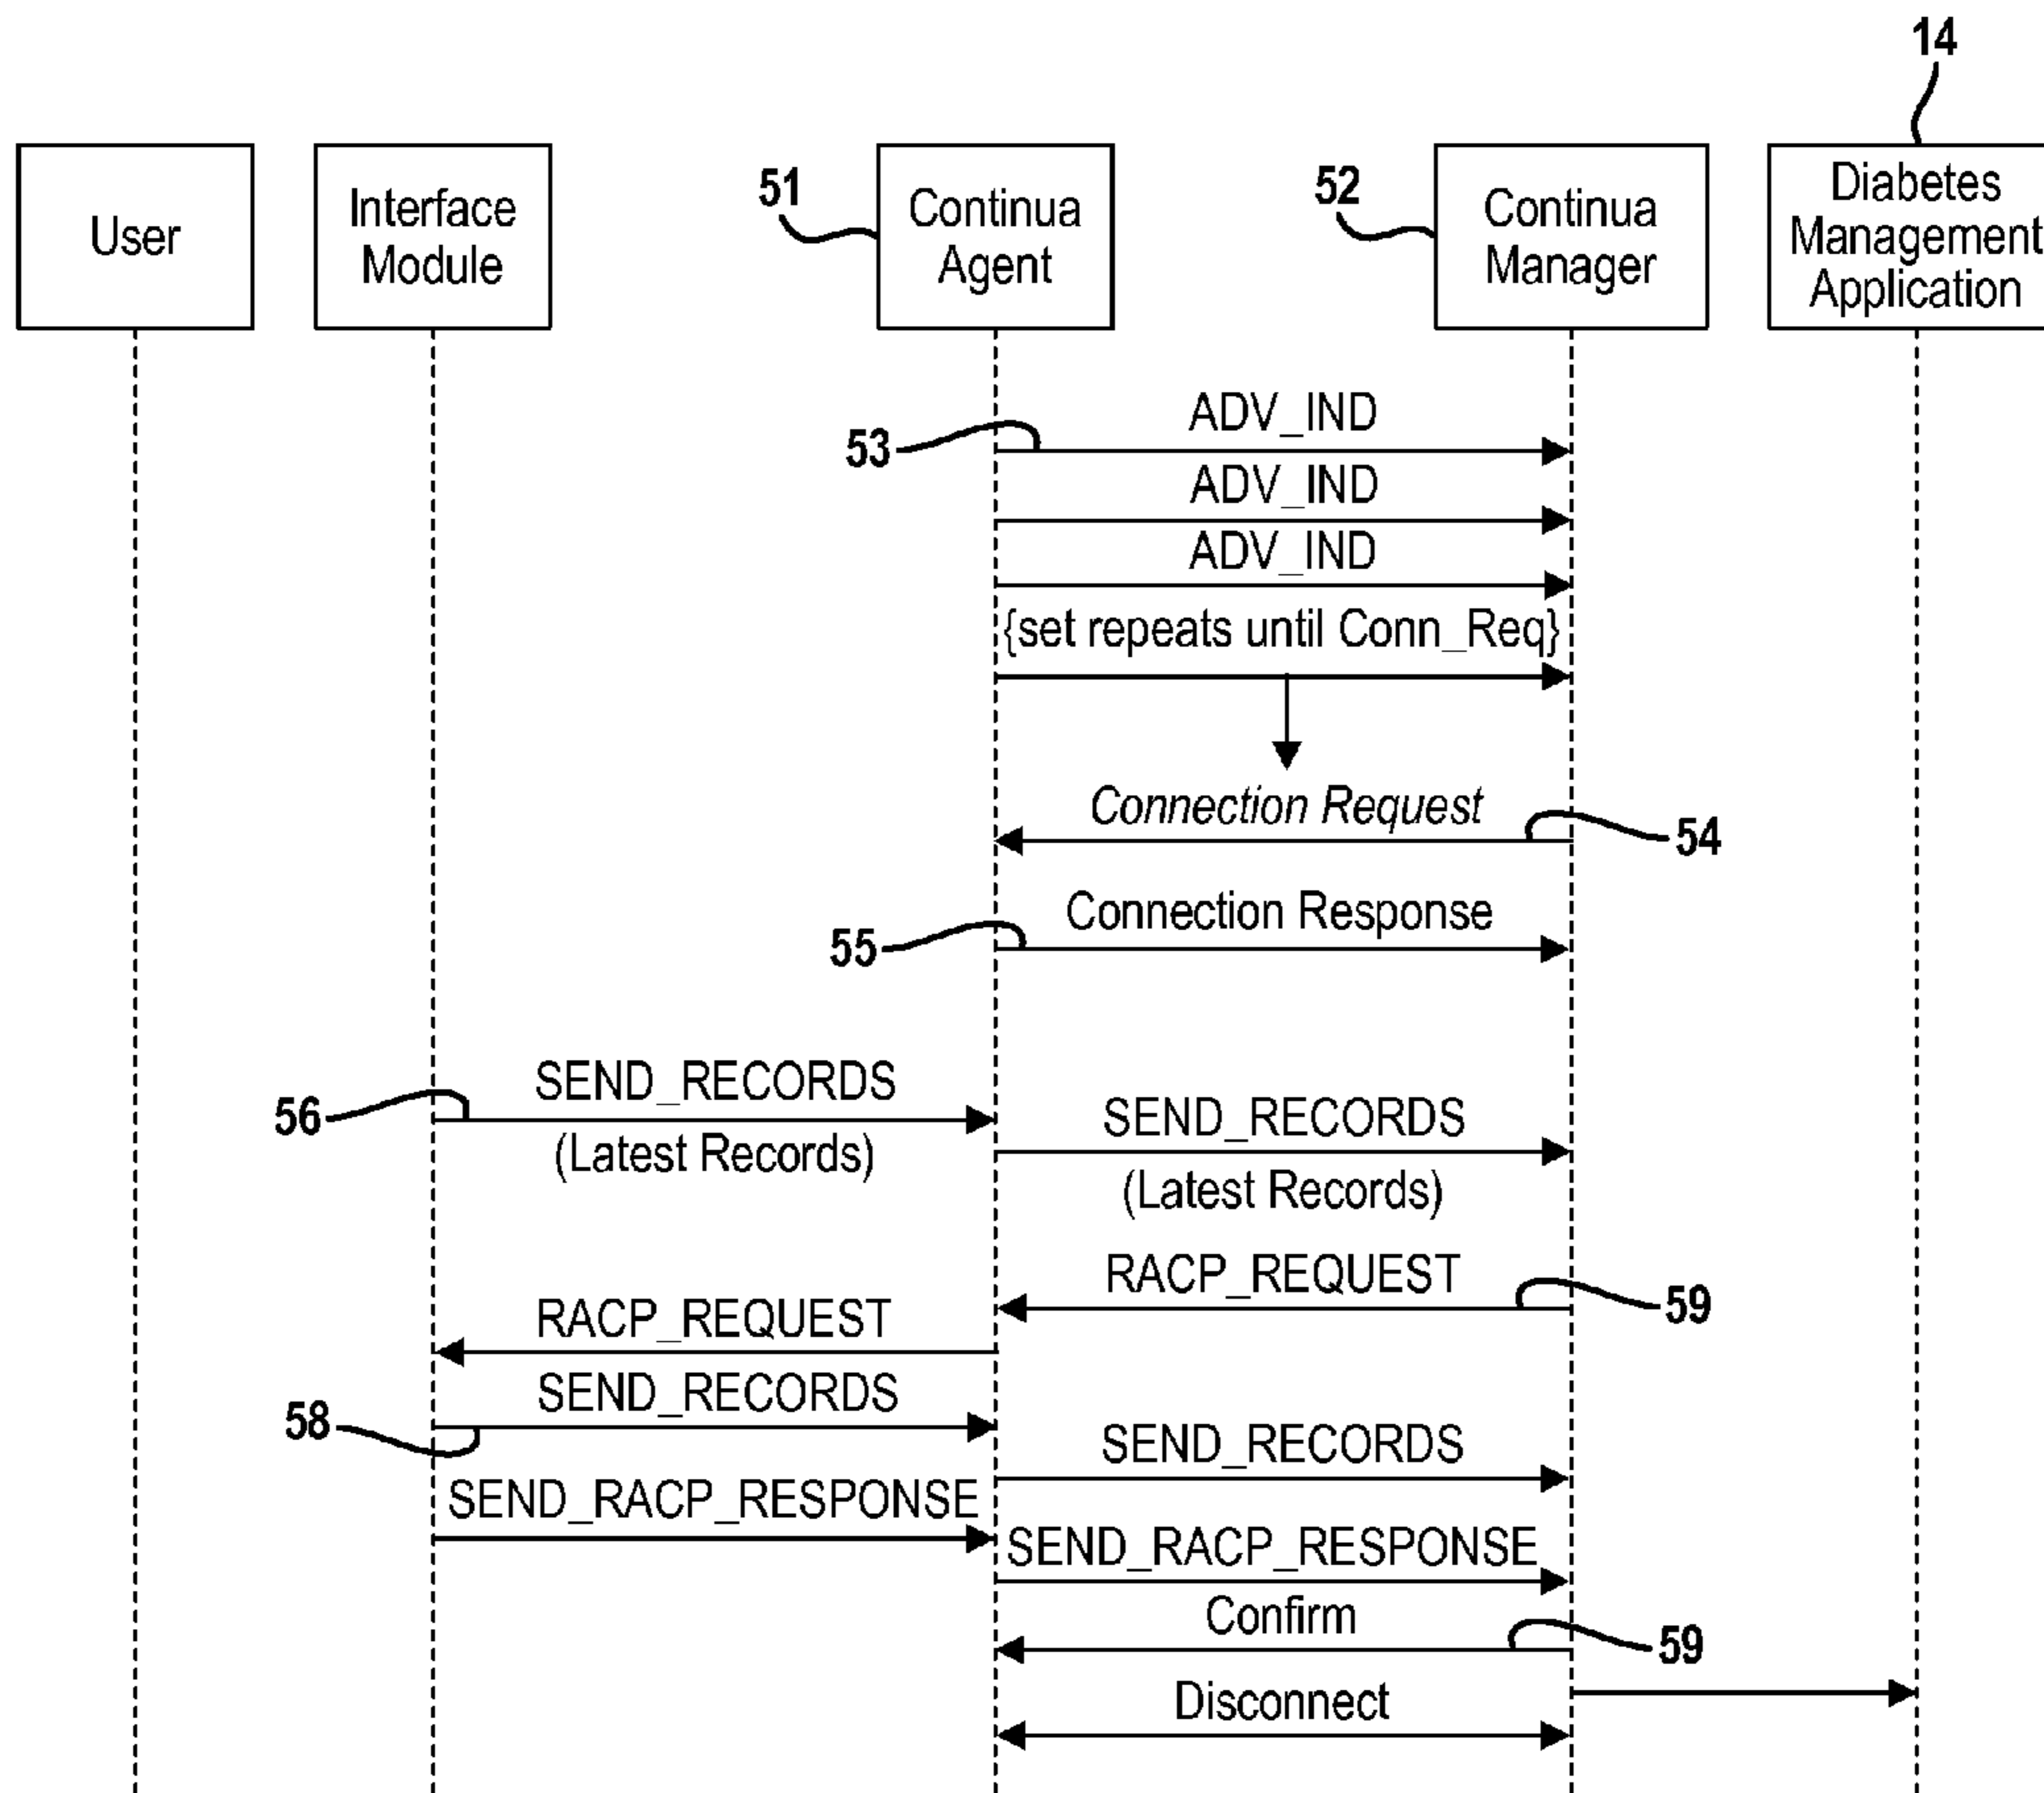 14
User
Interface
Module
51
Continua
Agent
52
Continua
Manager
Diabetes
Management
Application
ADV_IND
53
ADV_IND
ADV_IND
{set repeats until Conn_Req}
Connection Request
54
Connection Response
55
SEND_RECORDS
56
(Latest Records)
SEND_RECORDS
(Latest Records)
RACP_REQUEST
59
RACP_REQUEST
SEND_RECORDS
58
SEND_RECORDS
SEND_RACP_RESPONSE
SEND_RACP_RESPONSE
Confirm
59
Disconnect